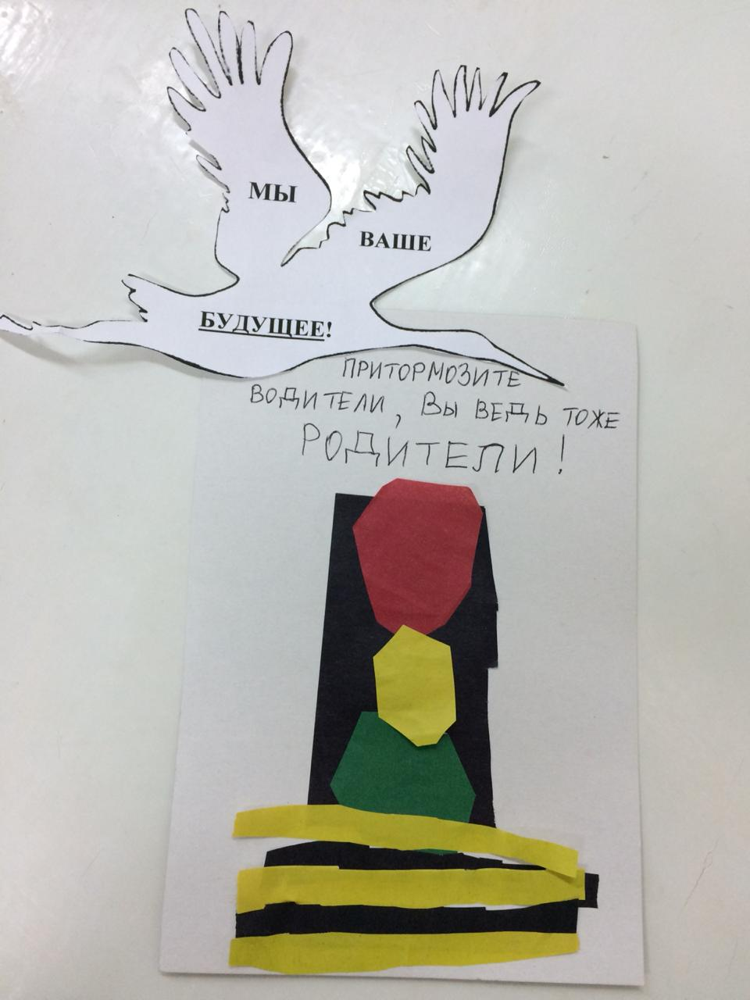 МЫ
ВАШЕ
БУДУЩЕЕ!
ПРИТОРМОЗИТЕ
ВОДИТЕЛИ, ВЫ ВЕДЬ ТОЖЕ
РОДИТЕЛИ!